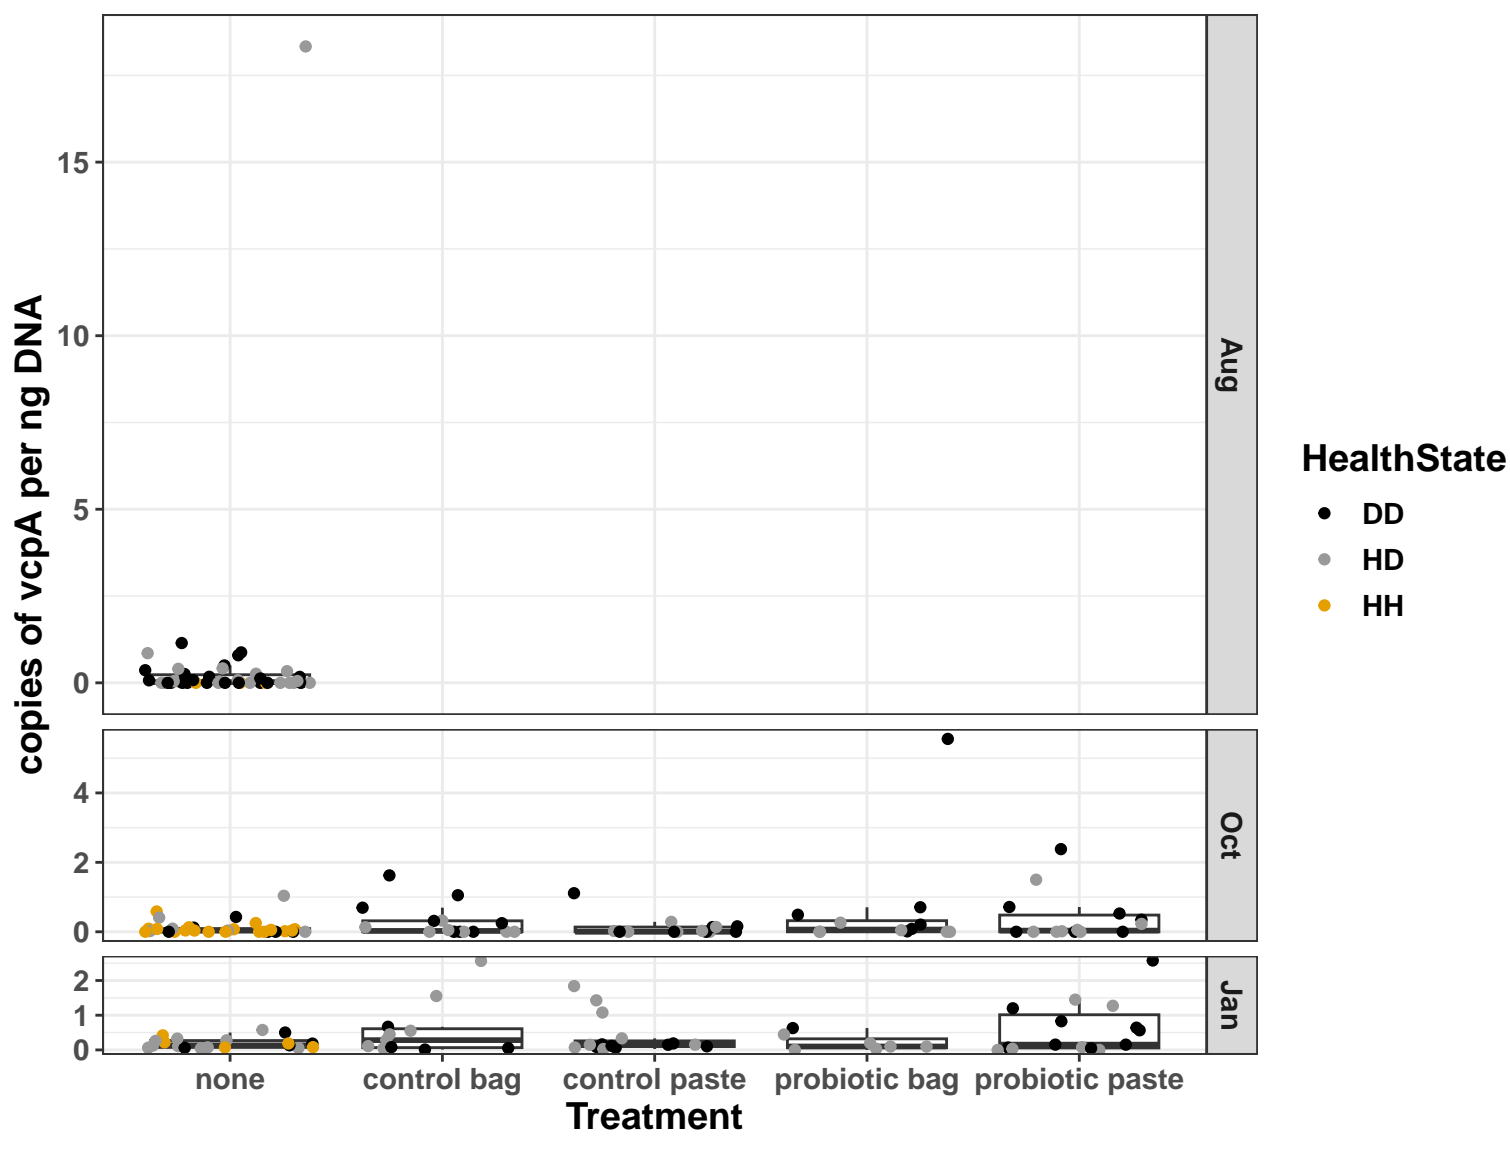 copies of vcpA per ng DNA
15
10
5
0
Aug
4
2
0
Oct
2
1
0
Jan
none control bag control paste probiotic bag probiotic paste
Treatment
HealthState
DD
HD
HH